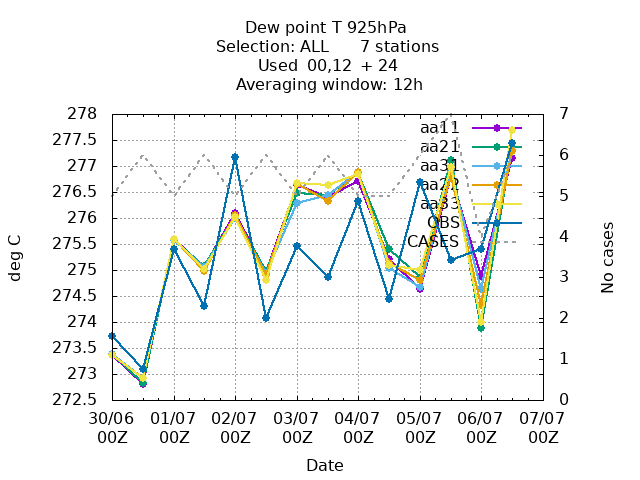 Dew point T 925hPa
Selection: ALL 7 stations
Used 00,12 + 24
Averaging window: 12h
278
277.5
277
276.5
276
275.5
275
274.5
274
273.5
273
272.5
7
6
5
4
3
2
1
0
deg C
No cases
aa11
aa21
aa31
aa22
aa33
OBS
CASES
30/06 01/07 02/07 03/07 04/07 05/07 06/07 07/07
00Z 00Z 00Z 00Z 00Z 00Z 00Z 00Z
Date